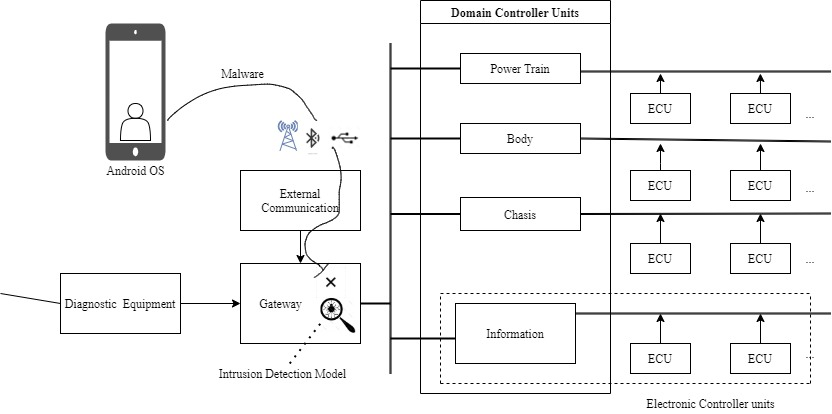 Domain Controller Units
Malware
Power Train
ECU
ECU
...
Android OS
Body
External
Communication
ECU
ECU
...
Chasis
ECU
ECU
...
Diagnostic Equipment
Gateway
Information
ECU
ECU
...
Intrusion Detection Model
Electronic Controller units